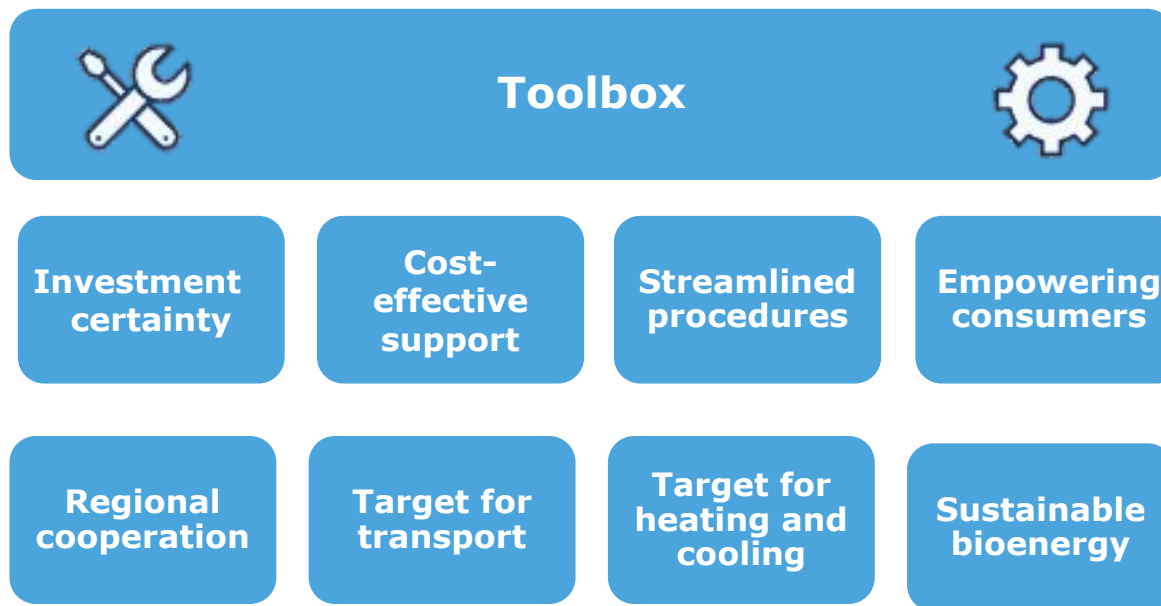 Toolbox
Investment
certainty
Cost-
effective
support
Streamlined
procedures
Empowering
consumers
Regional
cooperation
Target for
transport
Target for
heating and
cooling
Sustainable
bioenergy